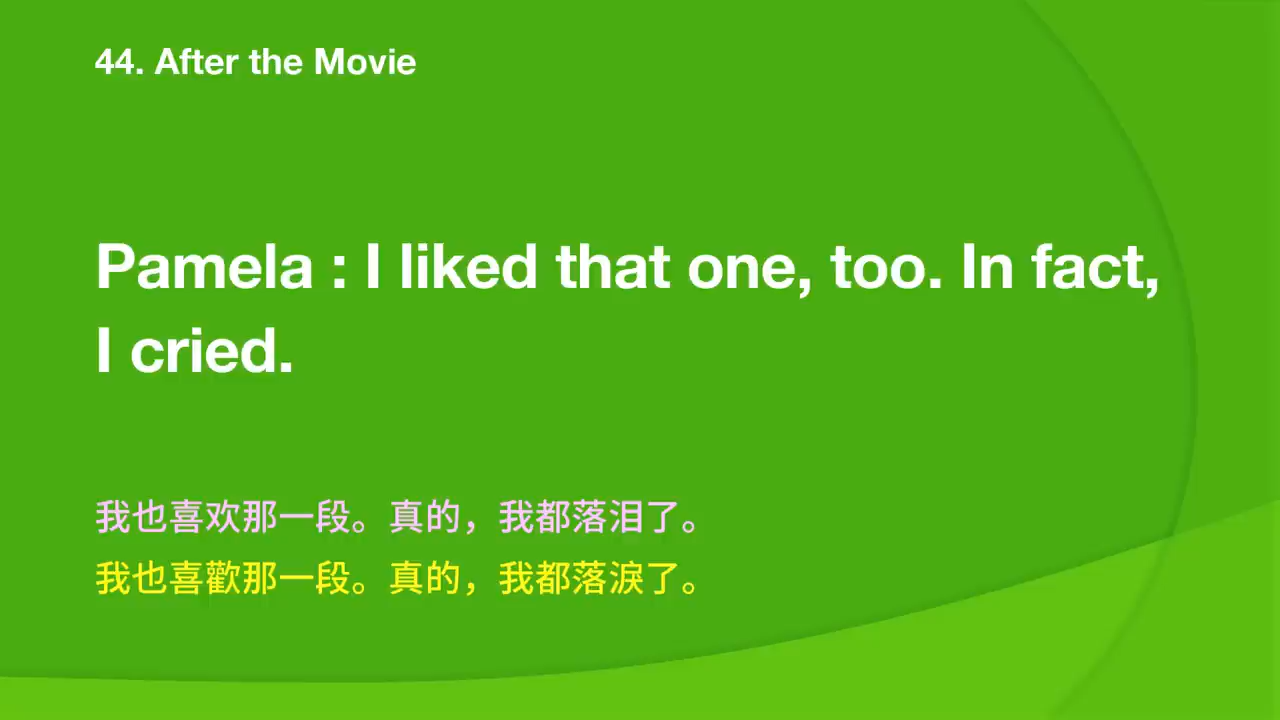 44. After the Movie
Pamela : I liked that one, too. In fact,
I cried.
我也喜欢那一段。真的，我都落泪了。
我也喜歡那一段。真的，我都落淚了。